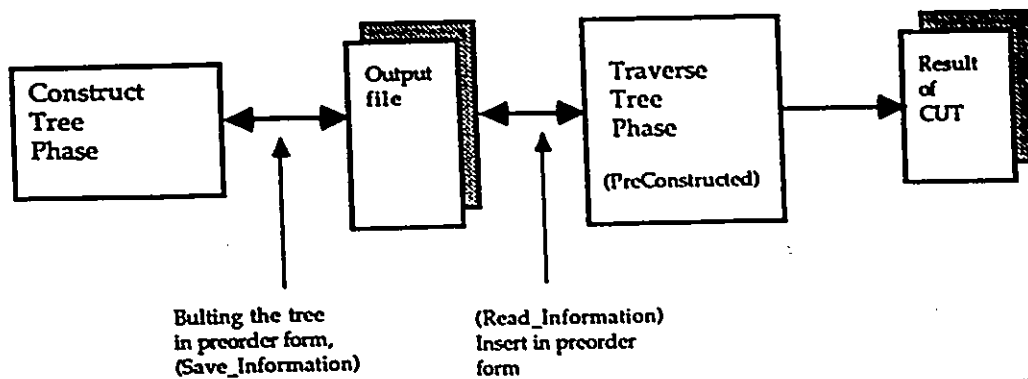 Construct
Tree
Phase
Output
file
Traverse
Tree
Phase
(PreConstructed)
Result
of
CUT
Bulting the tree
in preorder form,
(Save_Information)
(Read_Information)
Insert in preorder
form